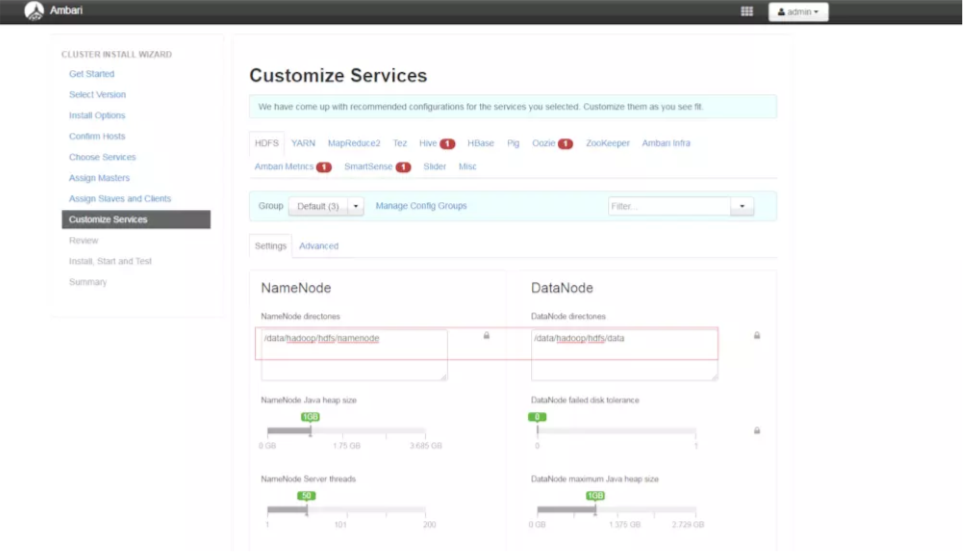 Ambari
admin
CLUSTER INSTALL WIZARD
Get Started
Select Version
Install Options
Confirm Hosts
Choose Services
Assign Masters
Assign Slaves and Clients
Customize Services
Review
Install, Start and Test
Summary
Customize Services
We have come up with recommended configurations for the services you selected. Customize them as you see fit.
HDFS YARN MapReduce2 Tez Hive 1 HBase Pig Oozie 1 ZooKeeper Ambari Infra
Ambari Metrics 1 SmartSense 1 Slider Misc
Group Default (3) Manage Config Groups Filter...
Settings Advanced
NameNode DataNode
NameNode directories DataNode directories
/data/hadoop/hdfs/namenode /data/hadoop/hdfs/data
NameNode Java heap size DataNode failed disk tolerance
1GB 0
0 GB 1.75 GB 3.685 GB 0 1
NameNode Server threads DataNode maximum Java heap size
50 1GB
1 101 200 0 GB 1.375 GB 2.729 GB